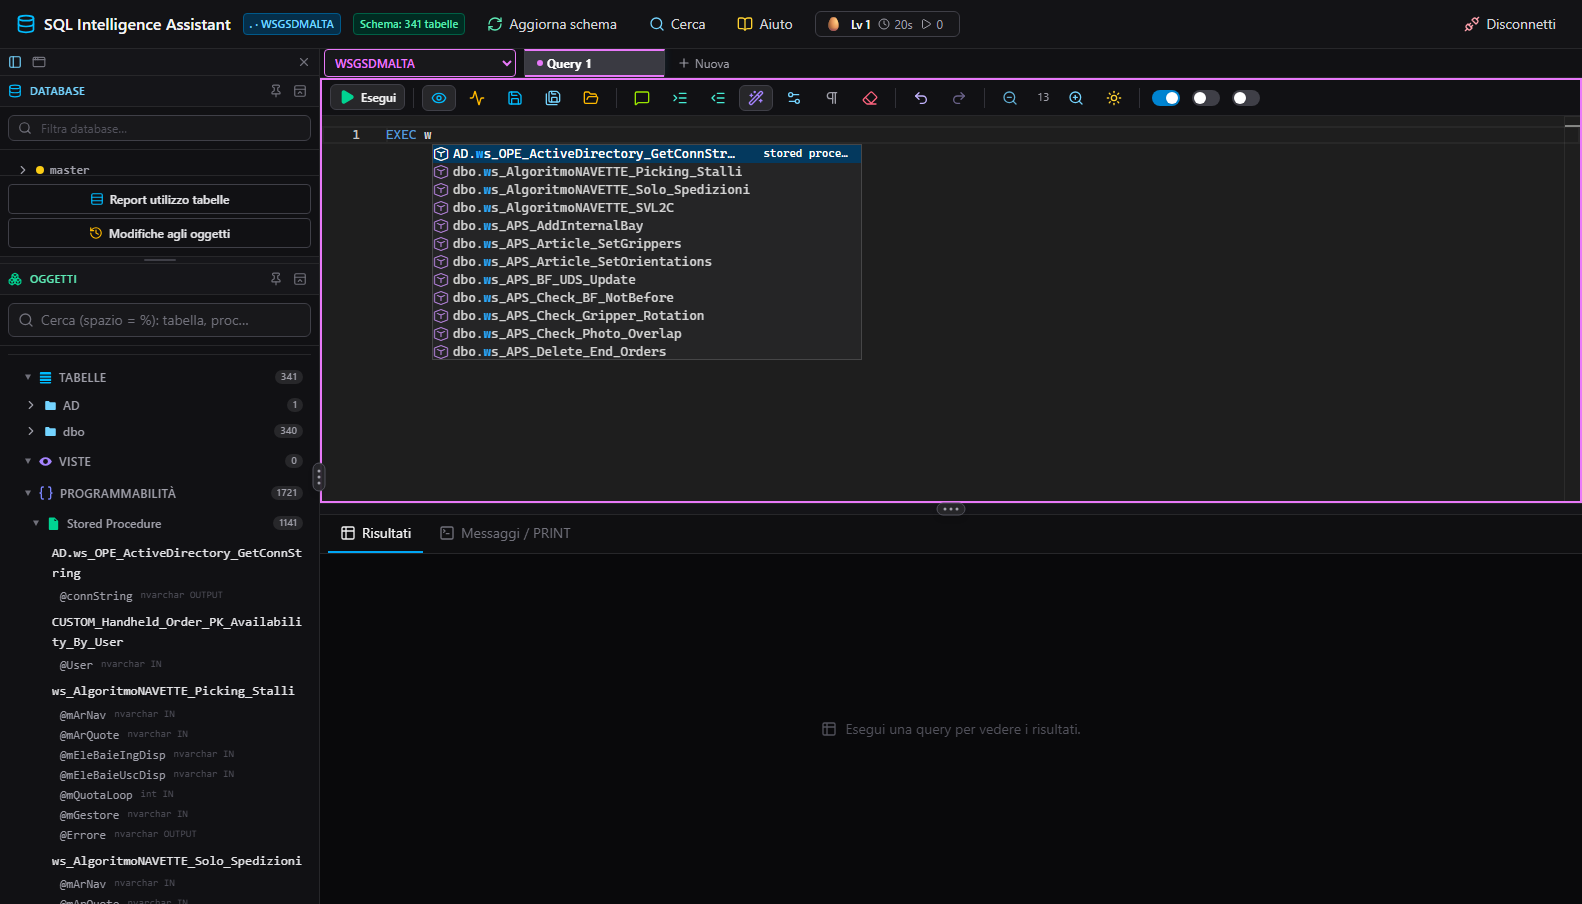 SQL Intelligence Assistant
WSGSDMALTA
Schema: 341 tabelle
Aggiorna schema
Cerca
Aiuto
Lv 1 20s 0
Disconnetti
DATABASE
Filtra database...
master
Report utilizzo tabelle
Modifiche agli oggetti
OGGETTI
Cerca (spazio = %): tabella, proc...
TABELLE 341
AD 1
dbo 340
VISTE 0
{} PROGRAMMABILITÀ 1721
Stored Procedure 1141
AD.ws_OPE_ActiveDirectory_GetConnSt
ring
@connString nvarchar OUTPUT
CUSTOM_Handheld_Order_PK_Availabili
ty_By_User
@User nvarchar IN
ws_AlgoritmoNAVETTE_Picking_Stalli
@mArNav nvarchar IN
@mArQuote nvarchar IN
@mEleBaieIngDisp nvarchar IN
@mEleBaieUscDisp nvarchar IN
@mQuotaLoop int IN
@mGestore nvarchar IN
@Errore nvarchar OUTPUT
ws_AlgoritmoNAVETTE_Solo_Spedizioni
@mArNav nvarchar IN
@mArQuote nvarchar IN
WSGSDMALTA
Query 1
Nuova
Esegui
13
1 EXEC w
AD.ws_OPE_ActiveDirectory_GetConnStr… stored proce…
dbo.ws_AlgoritmoNAVETTE_Picking_Stalli
dbo.ws_AlgoritmoNAVETTE_Solo_Spedizioni
dbo.ws_AlgoritmoNAVETTE_SVL2C
dbo.ws_APS_AddInternalBay
dbo.ws_APS_Article_SetGrippers
dbo.ws_APS_Article_SetOrientations
dbo.ws_APS_BF_UDS_Update
dbo.ws_APS_Check_BF_NotBefore
dbo.ws_APS_Check_Gripper_Rotation
dbo.ws_APS_Check_Photo_Overlap
dbo.ws_APS_Delete_End_Orders
Risultati
Messaggi / PRINT
Esegui una query per vedere i risultati.